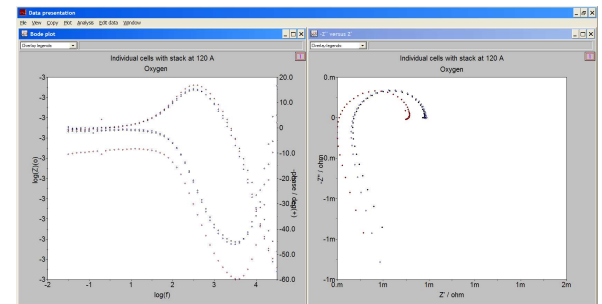 Data presentation
File View Copy Plot Analysis Edit data Window
Bode plot
Overlay legends
Individual cells with stack at 120 A
Oxygen
-3
-3
-3
-3
-3
-3
-3
-3
-3
-3
-3
log(Z)(o)
20.0
10.0
0
-10.0
-20.0
-30.0
-40.0
-50.0
-60.0
-phase / deg(+)
-2 -1 0 1 2 3 4
log(f)
-Z'' versus Z'
Overlay legends
Individual cells with stack at 120 A
Oxygen
0.m
0
0.m
-1m
-1m
-1m
-Z'' / ohm
0.m 1m 1m 1m 2m 2m
Z' / ohm